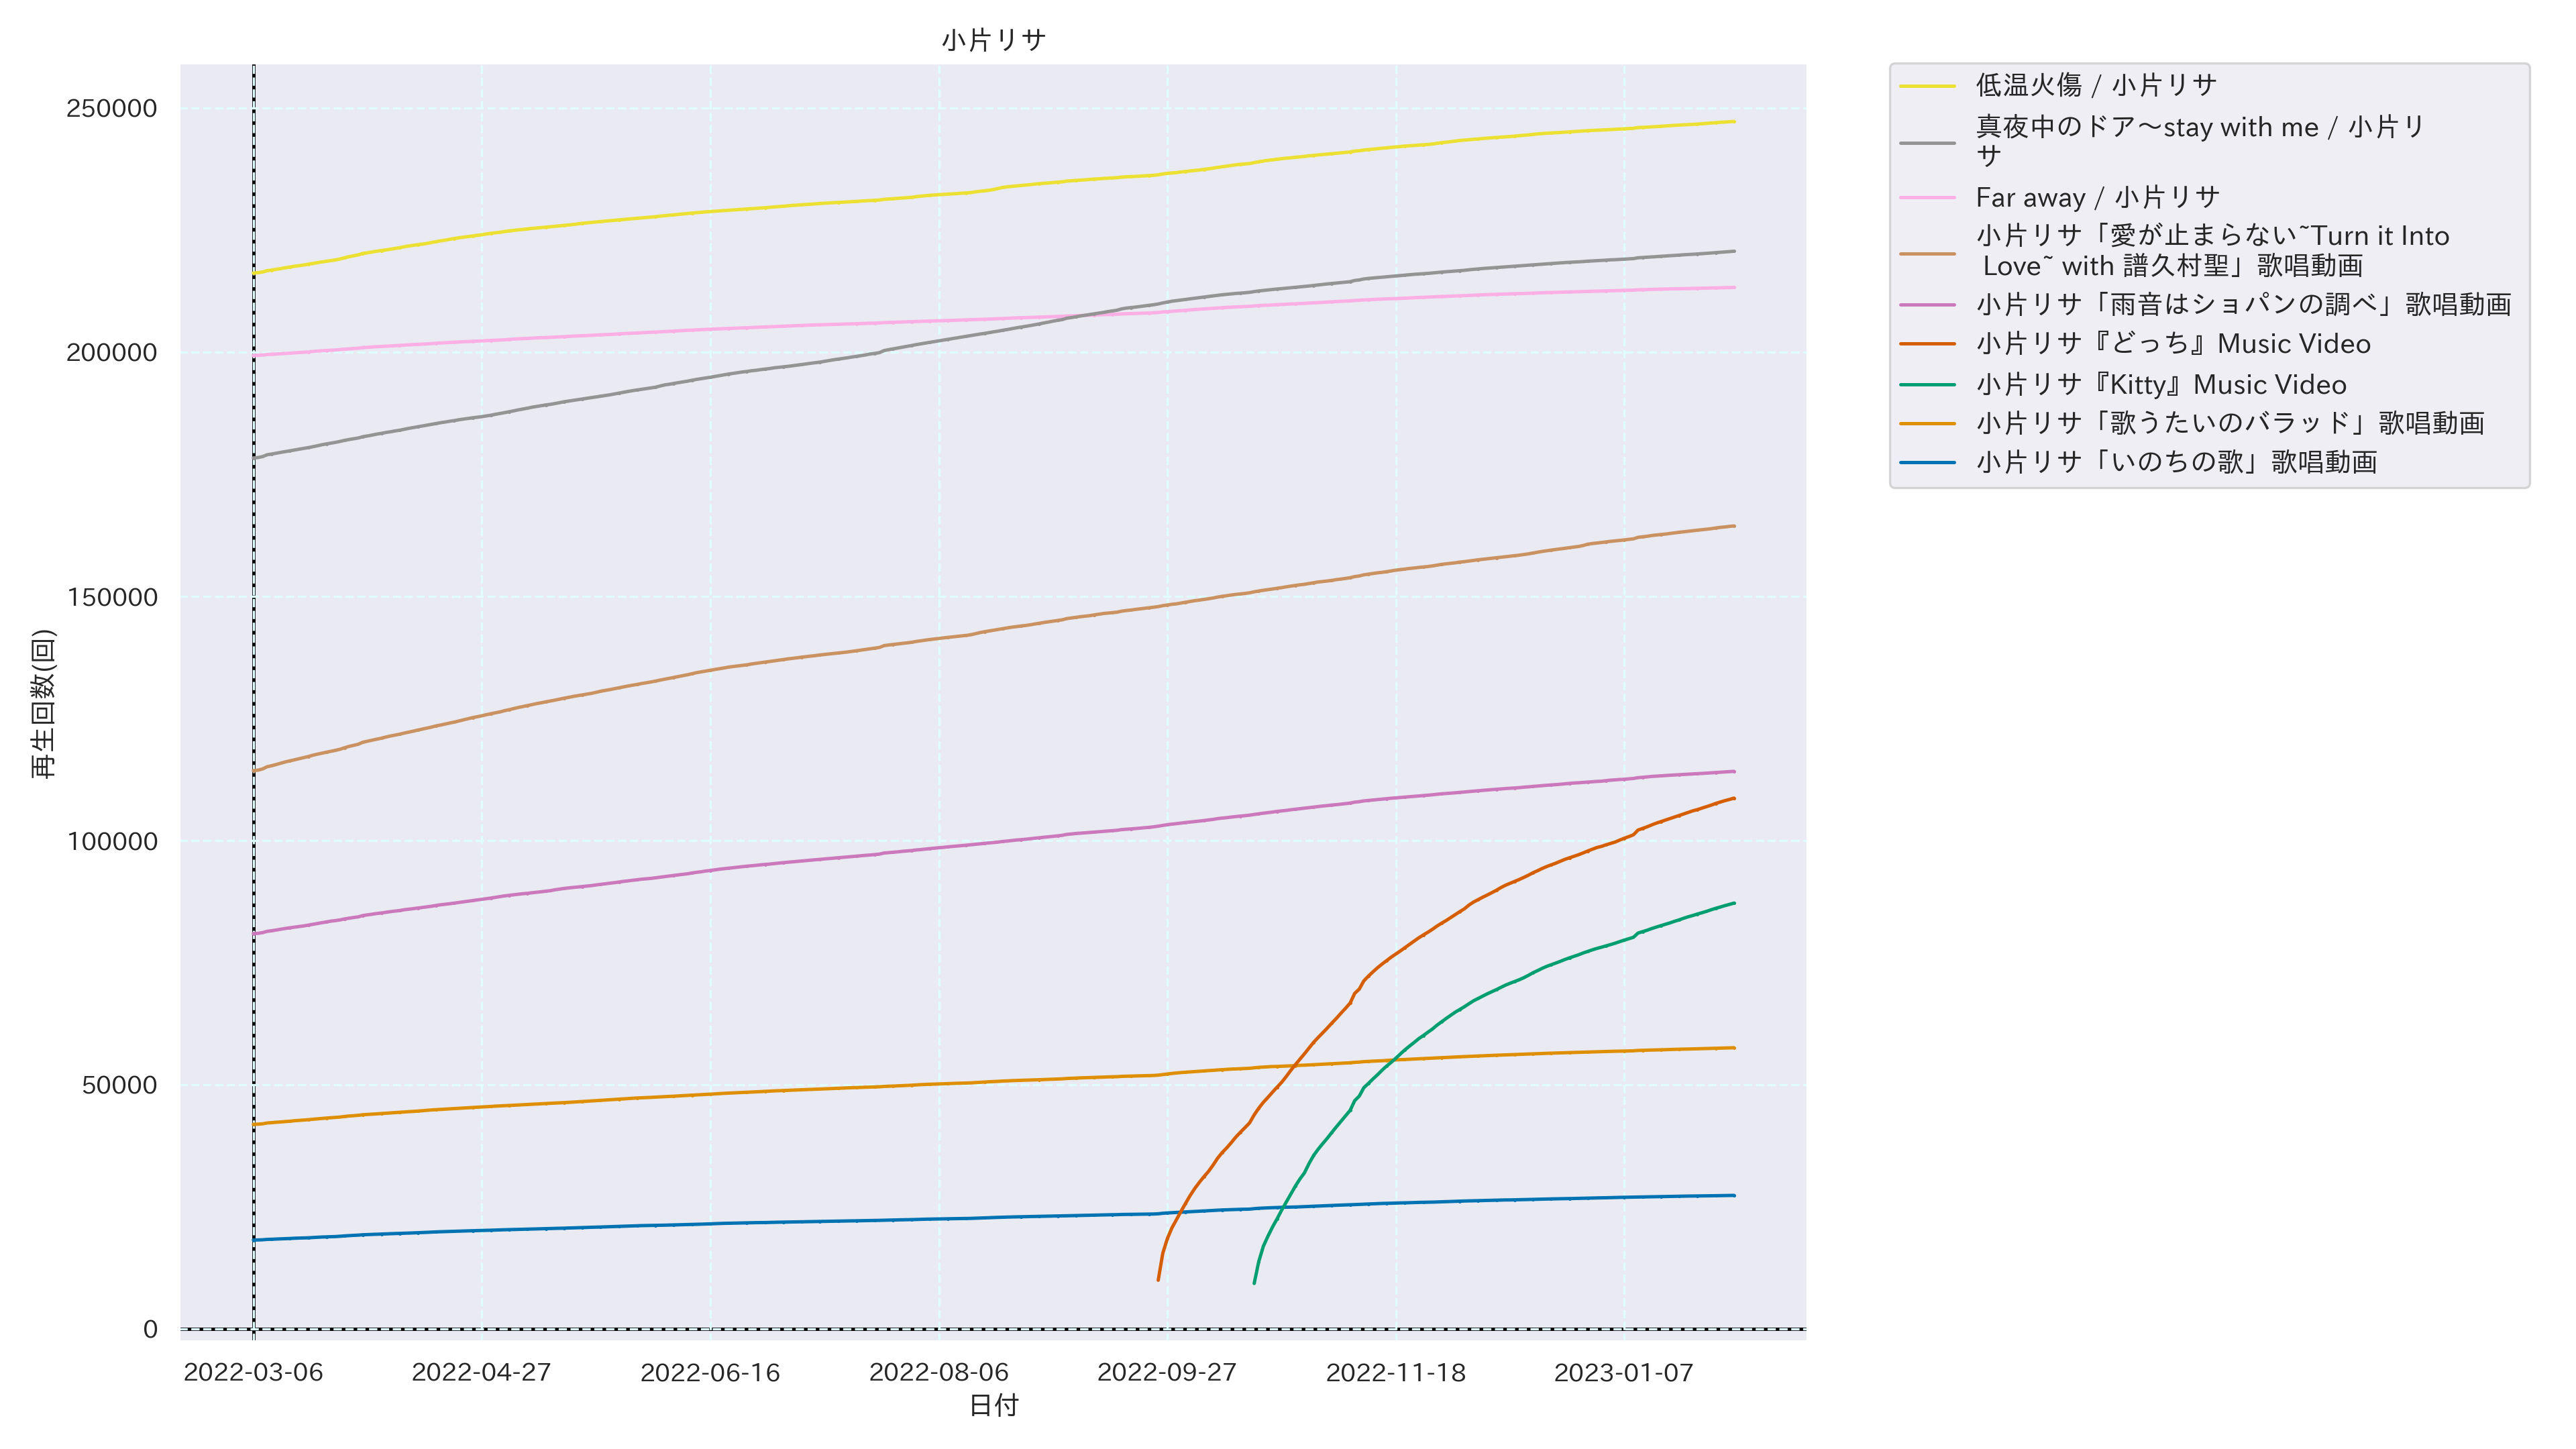 小片リサ
再生回数(回)
250000
200000
150000
100000
50000
0
2022-03-06
2022-04-27
2022-06-16
2022-08-06
2022-09-27
2022-11-18
2023-01-07
日付
低温火傷 / 小片リサ
真夜中のドア〜stay with me / 小片リ
サ
Far away / 小片リサ
小片リサ「愛が止まらない~Turn it Into
Love~ with 譜久村聖」歌唱動画
小片リサ「雨音はショパンの調べ」歌唱動画
小片リサ『どっち』Music Video
小片リサ『Kitty』Music Video
小片リサ「歌うたいのバラッド」歌唱動画
小片リサ「いのちの歌」歌唱動画